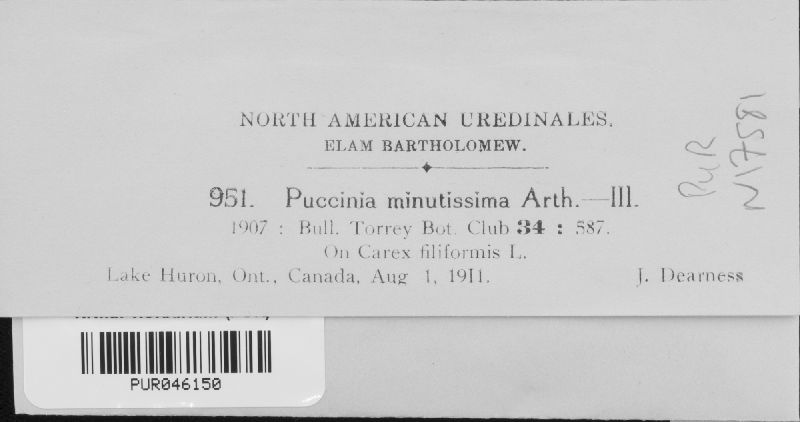 NORTH AMERICAN UREDINALES.
ELAM BARTHOLOMEW.
951. Puccinia minutissima Arth.—III.
1907 : Bull. Torrey Bot. Club 34 : 587.
On Carex filiformis L.
Lake Huron, Ont., Canada, Aug 1, 1911. J. Dearness
PUR
N17581
PUR046150